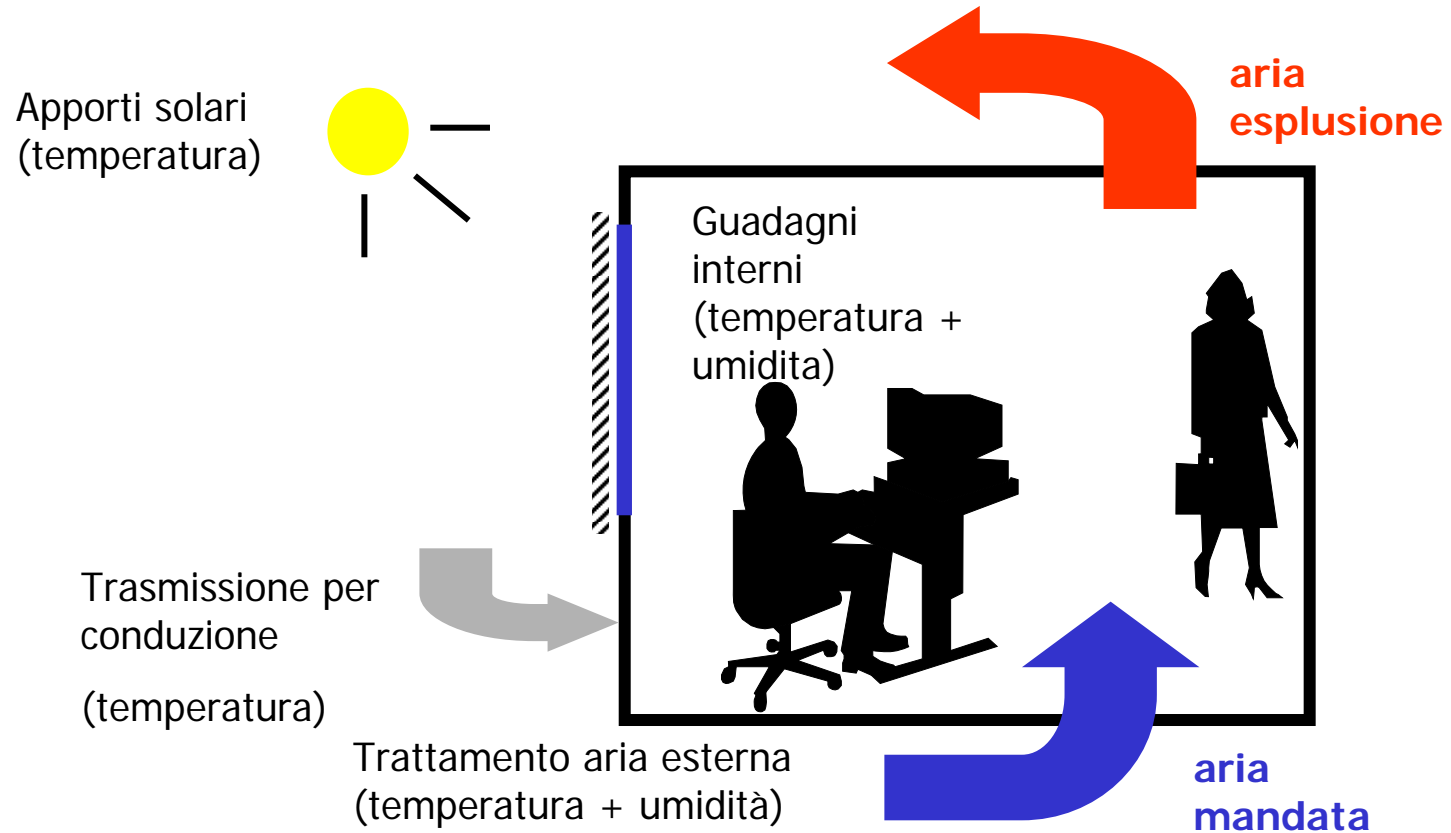 Apporti solari
(temperatura)
aria
esplusione
Guadagni
interni
(temperatura +
umidita)
Trasmissione per
conduzione
(temperatura)
Trattamento aria esterna
(temperatura + umidità)
aria
mandata